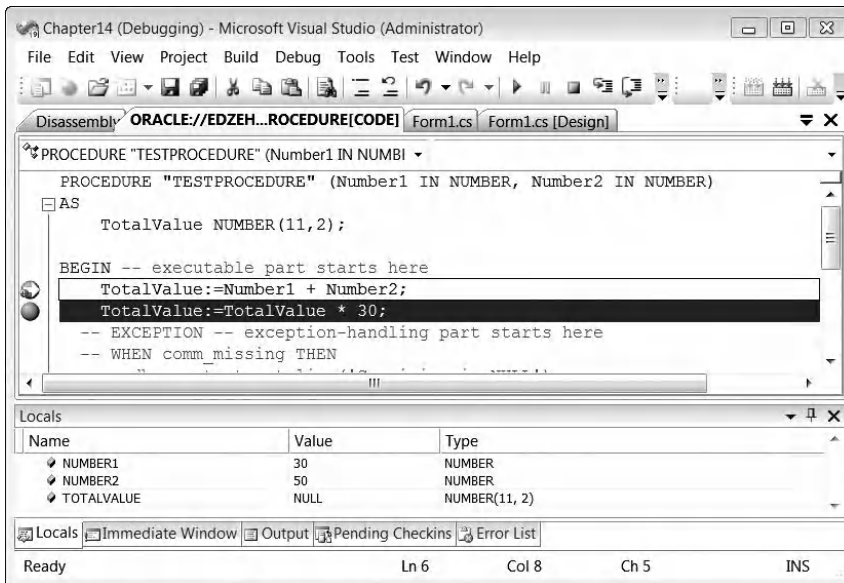 Chapter14 (Debugging) - Microsoft Visual Studio (Administrator)
File Edit View Project Build Debug Tools Test Window Help
Disassembly ORACLE://EDZEH...ROCEDURE[CODE] Form1.cs Form1.cs [Design]
PROCEDURE "TESTPROCEDURE" (Number1 IN NUMBI
PROCEDURE "TESTPROCEDURE" (Number1 IN NUMBER, Number2 IN NUMBER)
AS
TotalValue NUMBER(11,2);
BEGIN -- executable part starts here
TotalValue:=Number1 + Number2;
TotalValue:=TotalValue * 30;
-- EXCEPTION -- exception-handling part starts here
-- WHEN comm_missing THEN
Locals
Name Value Type
NUMBER1 30 NUMBER
NUMBER2 50 NUMBER
TOTALVALUE NULL NUMBER(11, 2)
Locals Immediate Window Output Pending Checkins Error List
Ready Ln 6 Col 8 Ch 5 INS